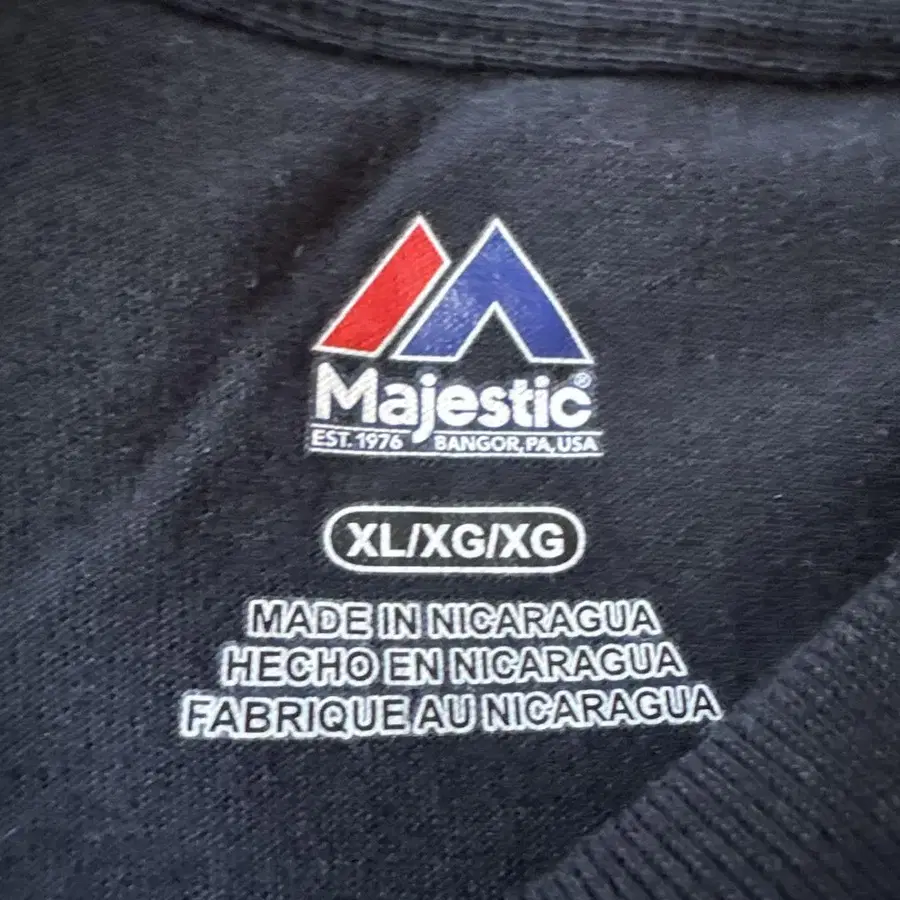 Majestic®
EST. 1976 BANGOR, PA, USA
XL/XG/XG
MADE IN NICARAGUA
HECHO EN NICARAGUA
FABRIQUE AU NICARAGUA